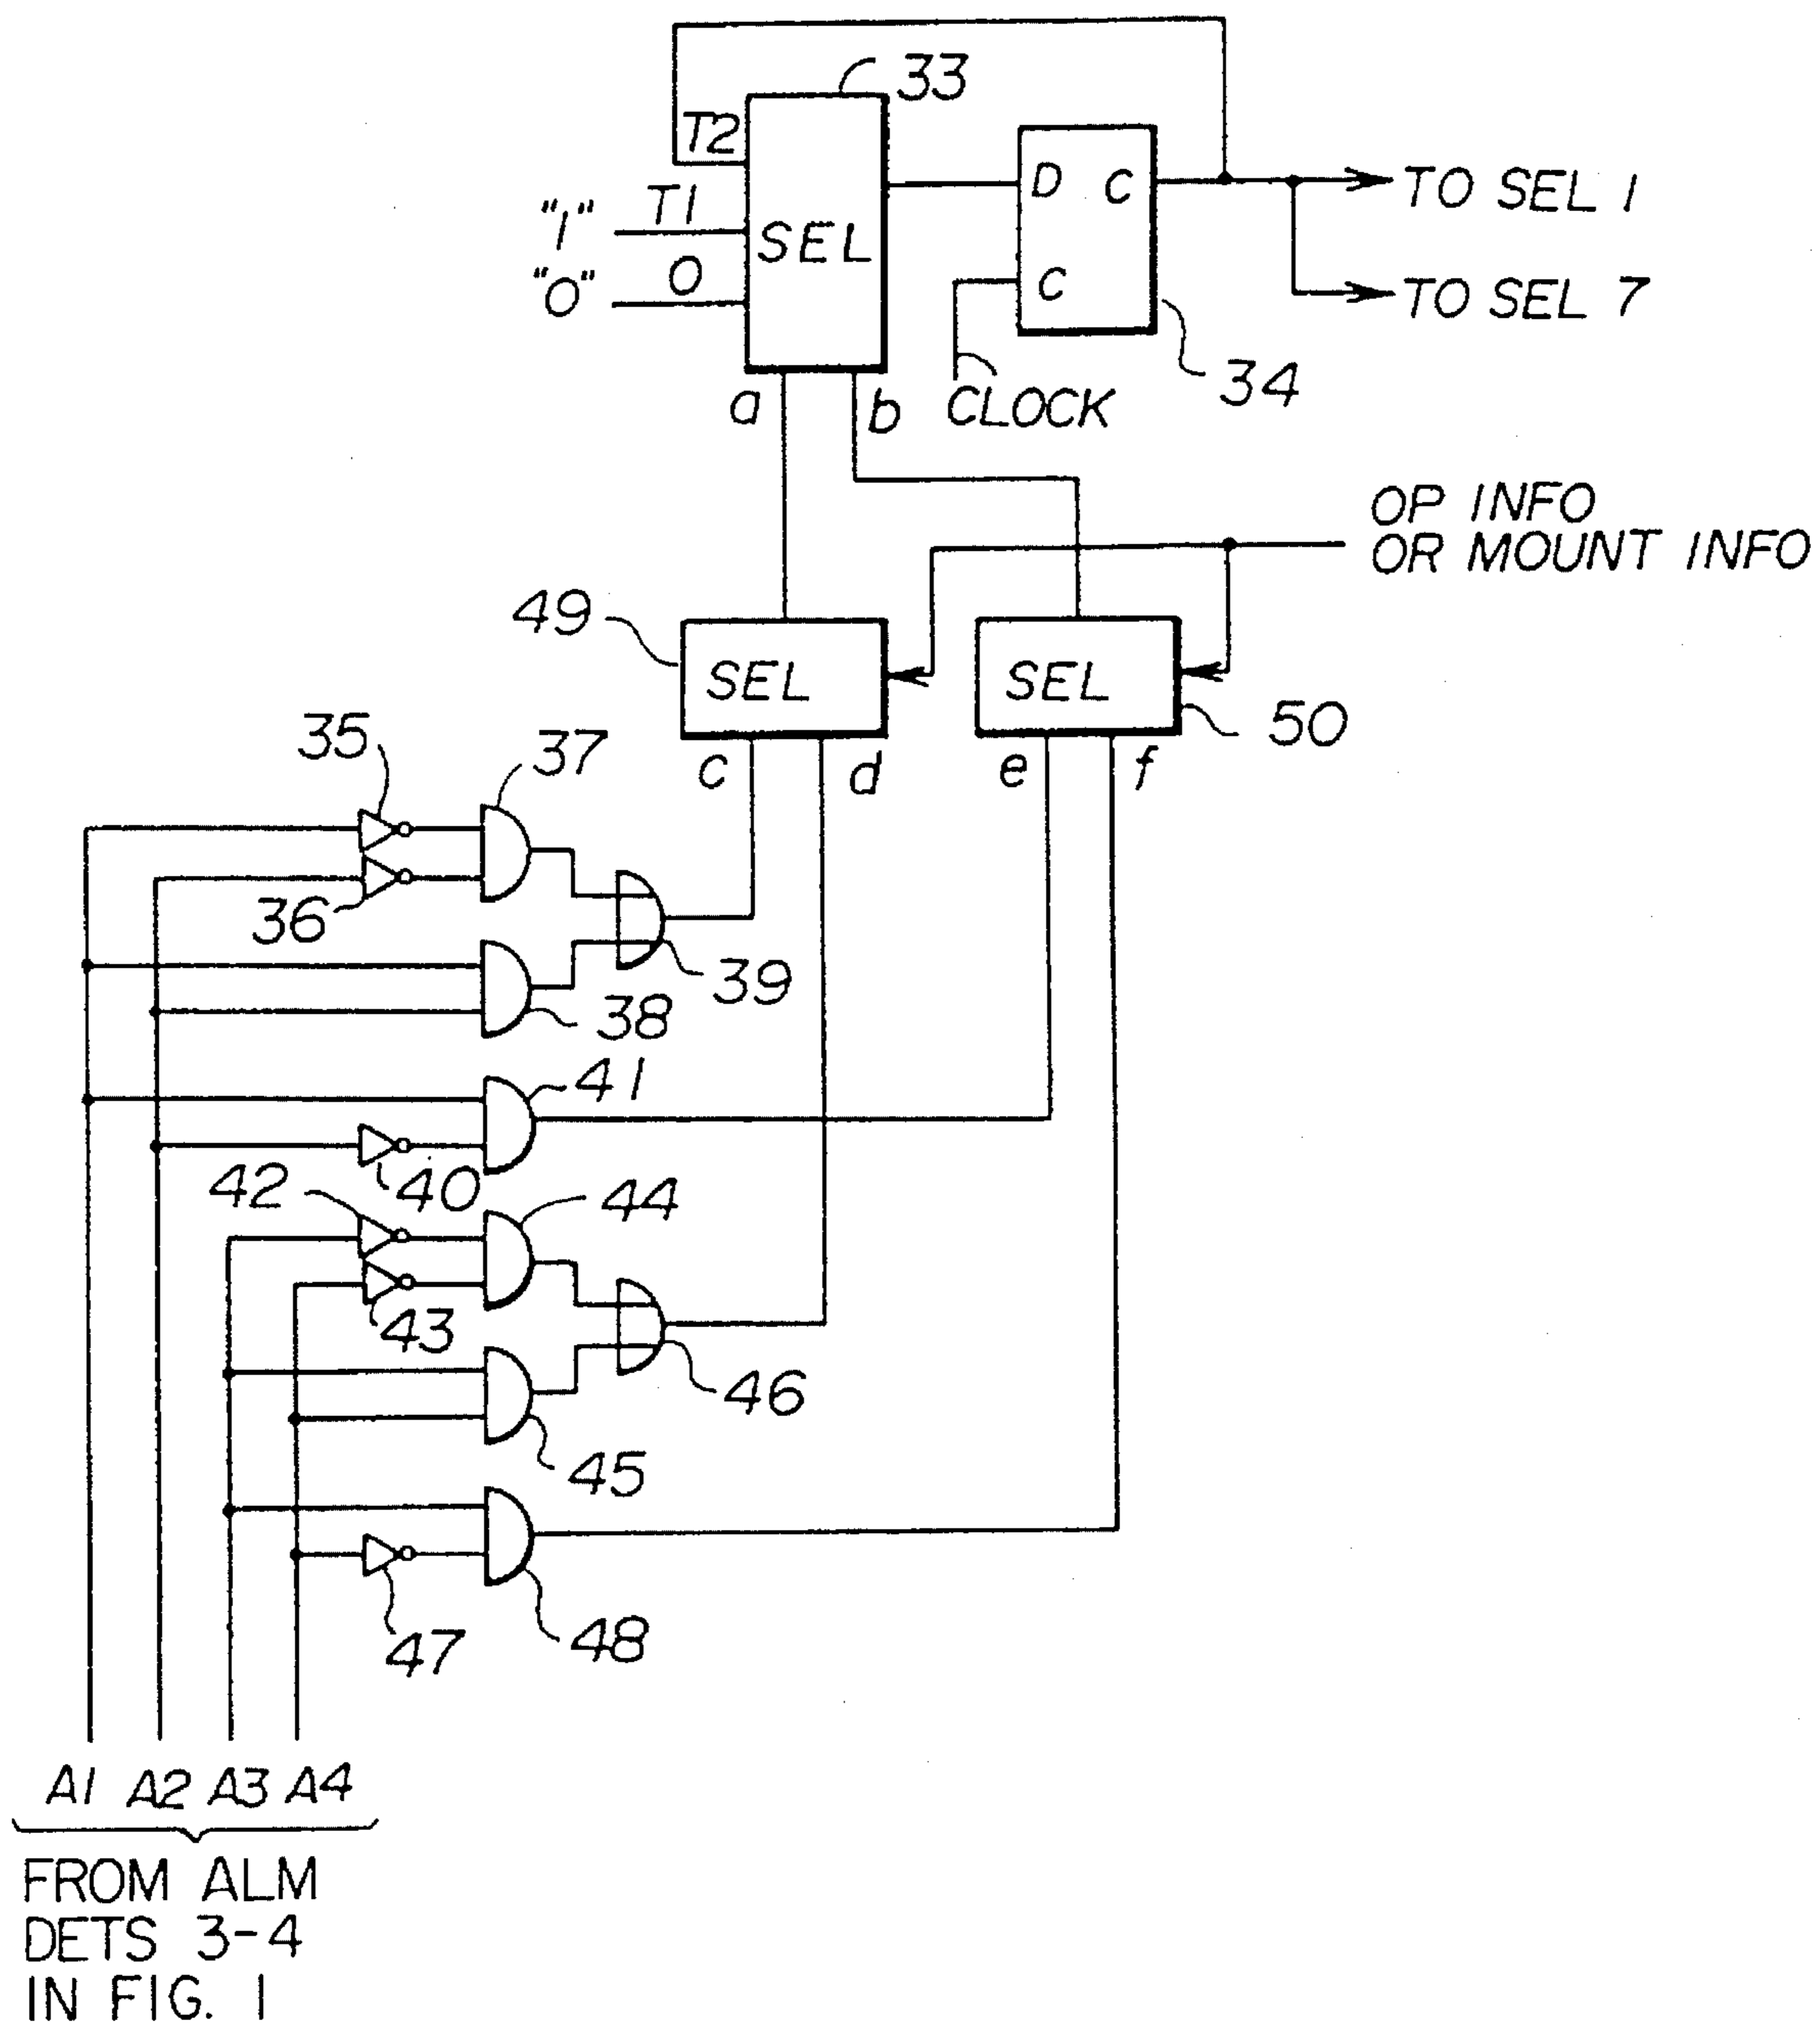 33
T2
D C
TO SEL 1
"1" T1
SEL
"0" 0
C
TO SEL 7
34
a b CLOCK
OP INFO
OR MOUNT INFO
49
SEL
SEL
50
35
37
c d e f
36
39
38
41
40
42
44
43
46
45
47
48
A1 A2 A3 A4
FROM ALM
DETS 3-4
IN FIG. 1